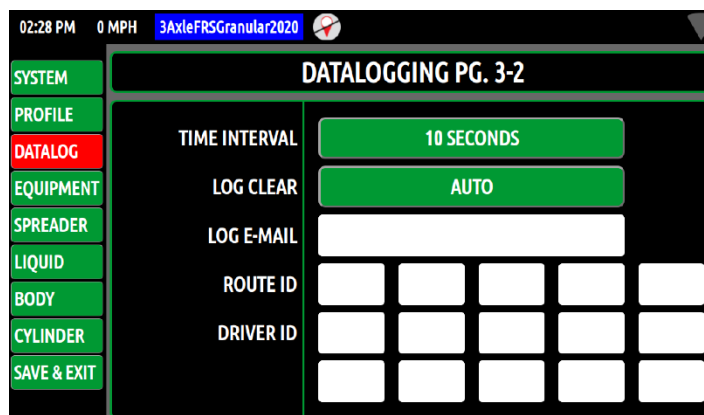 02:28 PM 0 MPH 3AxleFRSGranular2020
DATALOGGING PG. 3-2
SYSTEM
PROFILE
DATALOG
EQUIPMENT
SPREADER
LIQUID
BODY
CYLINDER
SAVE & EXIT
TIME INTERVAL 10 SECONDS
LOG CLEAR AUTO
LOG E-MAIL
ROUTE ID
DRIVER ID